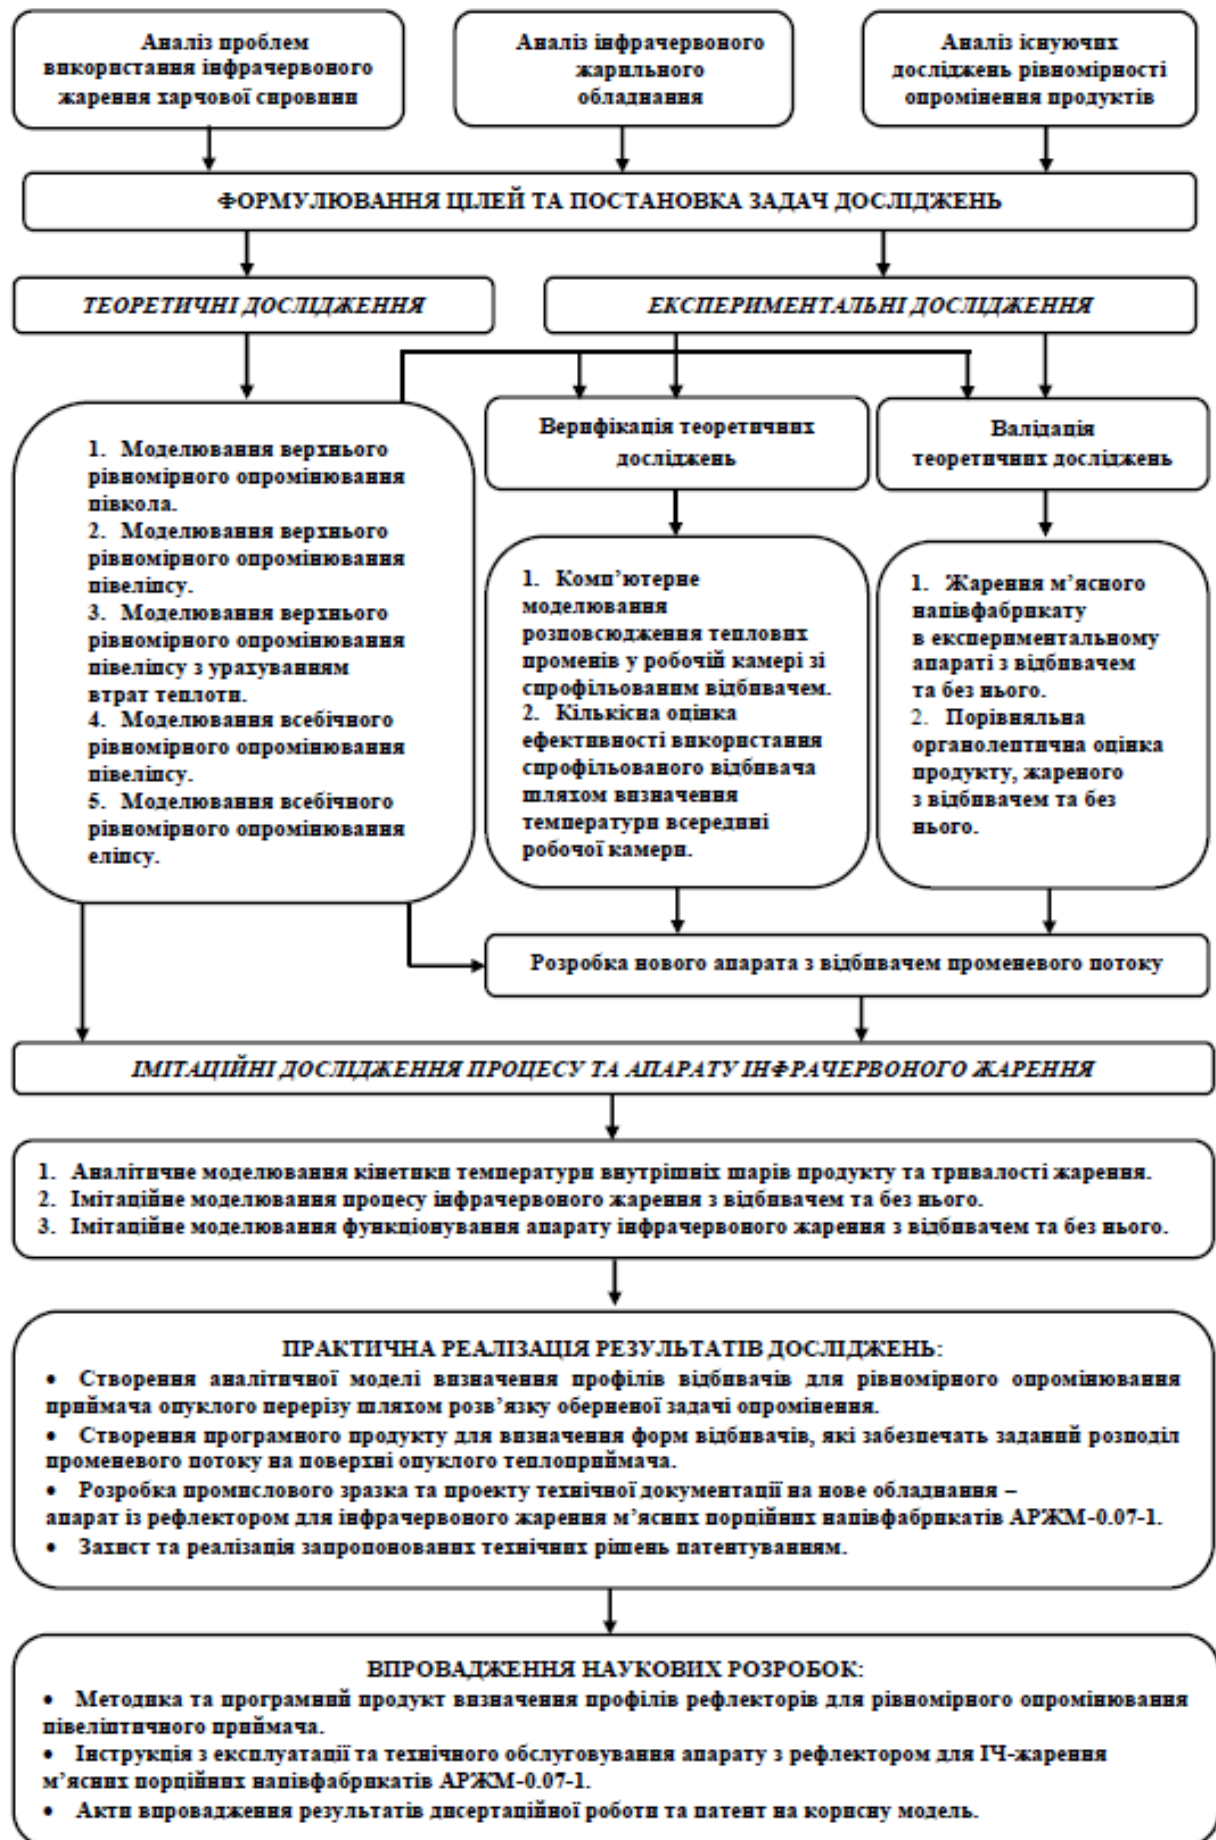 Аналіз проблем
використання інфрачервоного
жарення харчової сировини
Аналіз інфрачервоного
жарильного
обладнання
Аналіз існуючих
досліджень рівномірності
опромінення продуктів
ФОРМУЛЮВАННЯ ЦІЛЕЙ ТА ПОСТАНОВКА ЗАДАЧ ДОСЛІДЖЕНЬ
ТЕОРЕТИЧНІ ДОСЛІДЖЕННЯ
ЕКСПЕРИМЕНТАЛЬНІ ДОСЛІДЖЕННЯ
1. Моделювання верхнього
рівномірного опромінювання
півкола.
2. Моделювання верхнього
рівномірного опромінювання
півеліпсу.
3. Моделювання верхнього
рівномірного опромінювання
півеліпсу з урахуванням
втрат теплоти.
4. Моделювання всебічного
рівномірного опромінювання
півеліпсу.
5. Моделювання всебічного
рівномірного опромінювання
еліпсу.
Верифікація теоретичних
досліджень
Валідація
теоретичних досліджень
1. Комп’ютерне
моделювання
розповсюдження теплових
променів у робочій камері зі
спрофільованим відбивачем.
2. Кількісна оцінка
ефективності використання
спрофільованого відбивача
шляхом визначення
температури всередині
робочої камери.
1. Жарення м’ясного
напівфабрикату
в експериментальному
апараті з відбивачем
та без нього.
2. Порівняльна
органолептична оцінка
продукту, жареного
з відбивачем та без
нього.
Розробка нового апарата з відбивачем променевого потоку
ІМІТАЦІЙНІ ДОСЛІДЖЕННЯ ПРОЦЕСУ ТА АПАРАТУ ІНФРАЧЕРВОНОГО ЖАРЕННЯ
1. Аналітичне моделювання кінетики температури внутрішніх шарів продукту та тривалості жарення.
2. Імітаційне моделювання процесу інфрачервоного жарення з відбивачем та без нього.
3. Імітаційне моделювання функціонування апарату інфрачервоного жарення з відбивачем та без нього.
ПРАКТИЧНА РЕАЛІЗАЦІЯ РЕЗУЛЬТАТІВ ДОСЛІДЖЕНЬ:
• Створення аналітичної моделі визначення профілів відбивачів для рівномірного опромінювання
приймача опуклого перерізу шляхом розв’язку оберненої задачі опромінення.
• Створення програмного продукту для визначення форм відбивачів, які забезпечать заданий розподіл
променевого потоку на поверхні опуклого теплоприймача.
• Розробка промислового зразка та проекту технічної документації на нове обладнання –
апарат із рефлектором для інфрачервоного жарення м’ясних порційних напівфабрикатів АРЖМ-0.07-1.
• Захист та реалізація запропонованих технічних рішень патентуванням.
ВПРОВАДЖЕННЯ НАУКОВИХ РОЗРОБОК:
• Методика та програмний продукт визначення профілів рефлекторів для рівномірного опромінювання
півеліптичного приймача.
• Інструкція з експлуатації та технічного обслуговування апарату з рефлектором для ІЧ-жарення
м’ясних порційних напівфабрикатів АРЖМ-0.07-1.
• Акти впровадження результатів дисертаційної роботи та патент на корисну модель.